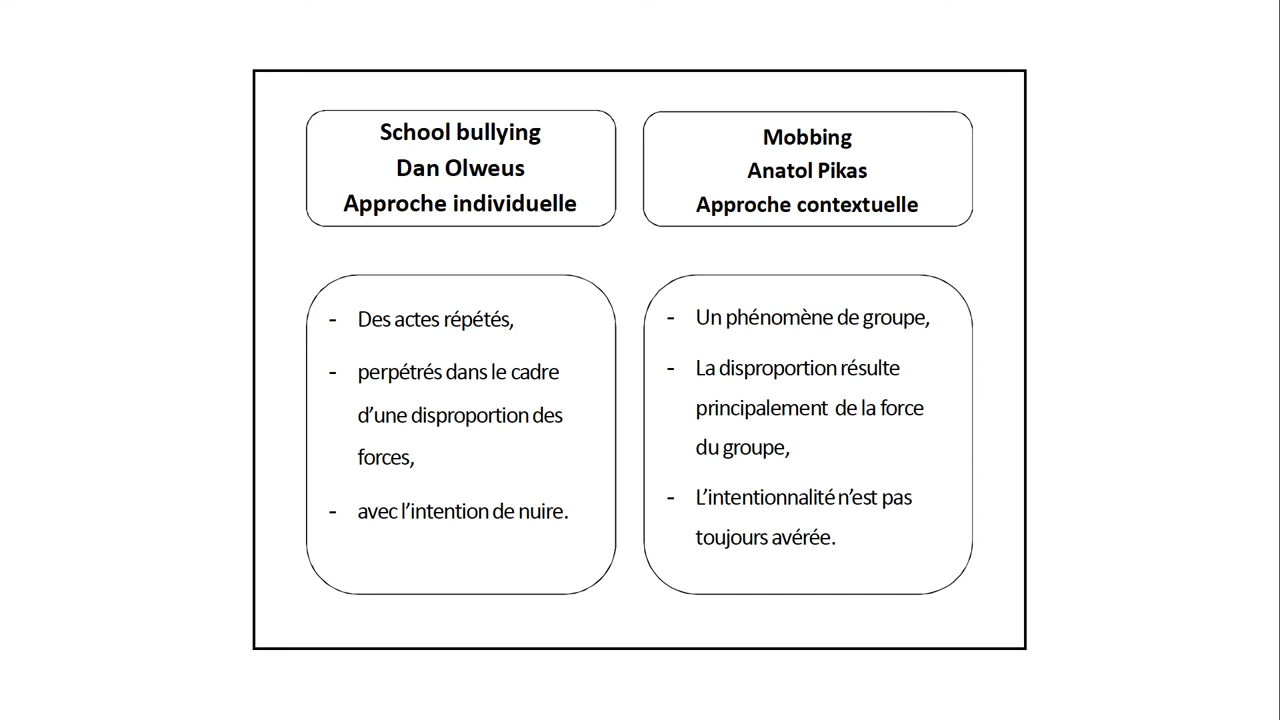 School bullying
Dan Olweus
Approche individuelle
- Des actes répétés,
- perpétrés dans le cadre
d’une disproportion des
forces,
- avec l’intention de nuire.
Mobbing
Anatol Pikas
Approche contextuelle
- Un phénomène de groupe,
- La disproportion résulte
principalement de la force
du groupe,
- L’intentionnalité n’est pas
toujours avérée.